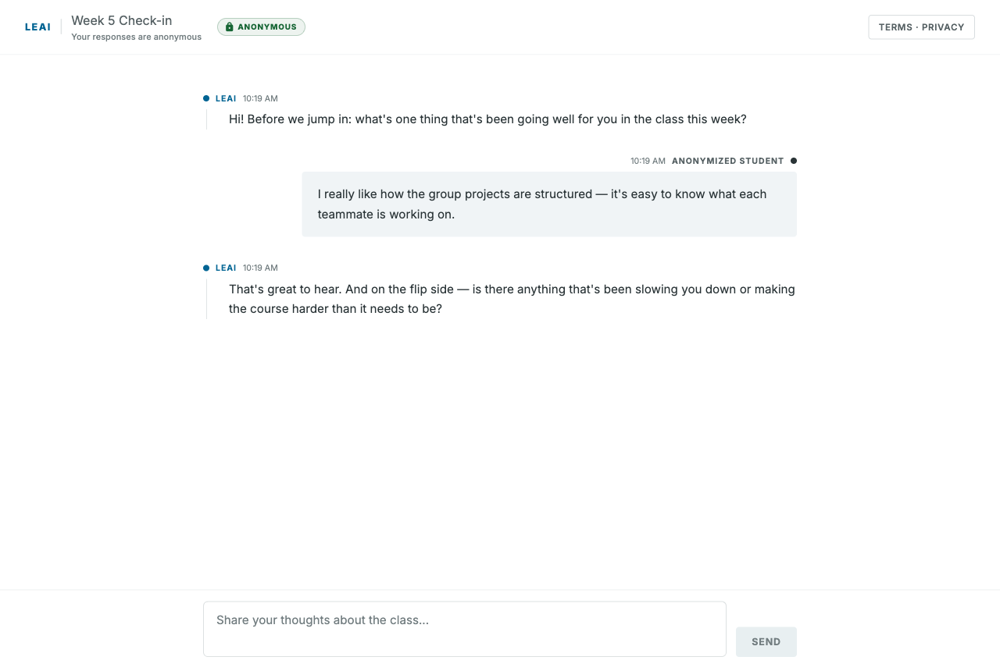 LEAI
Week 5 Check-in
Your responses are anonymous
ANONYMOUS
TERMS · PRIVACY
LEAI 10:19 AM
Hi! Before we jump in: what's one thing that's been going well for you in the class this week?
10:19 AM ANONYMIZED STUDENT
I really like how the group projects are structured — it's easy to know what each
teammate is working on.
LEAI 10:19 AM
That's great to hear. And on the flip side — is there anything that's been slowing you down or making
the course harder than it needs to be?
Share your thoughts about the class...
SEND